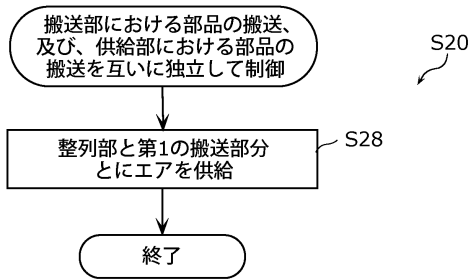 搬送部における部品の搬送、
及び、供給部における部品の
搬送を互いに独立して制御
S20
整列部と第1の搬送部分
とにエアを供給
S28
終了